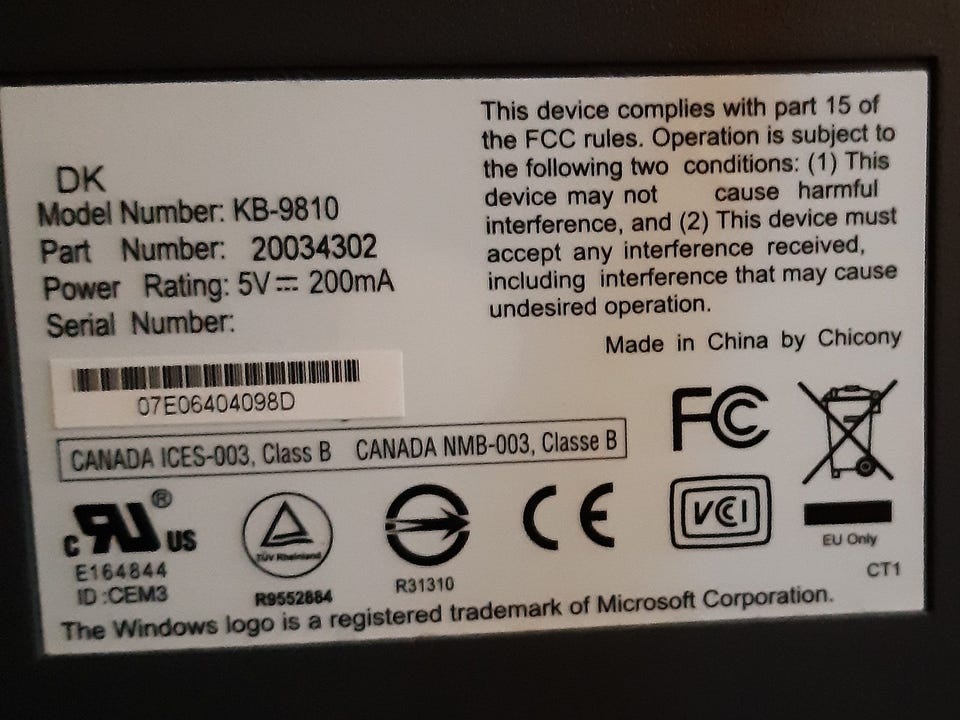 DK
Model Number: KB-9810
Part Number: 20034302
Power Rating: 5V⎓ 200mA
Serial Number:
07E06404098D
This device complies with part 15 of
the FCC rules. Operation is subject to
the following two conditions: (1) This
device may not cause harmful
interference, and (2) This device must
accept any interference received,
including interference that may cause
undesired operation.
Made in China by Chicony
CANADA ICES-003, Class B CANADA NMB-003, Classe B
FC
c RU ® US
E164844
ID :CEM3
TÜV Rheinland
R9552884
R31310
CE
VCI
EU Only
CT1
The Windows logo is a registered trademark of Microsoft Corporation.